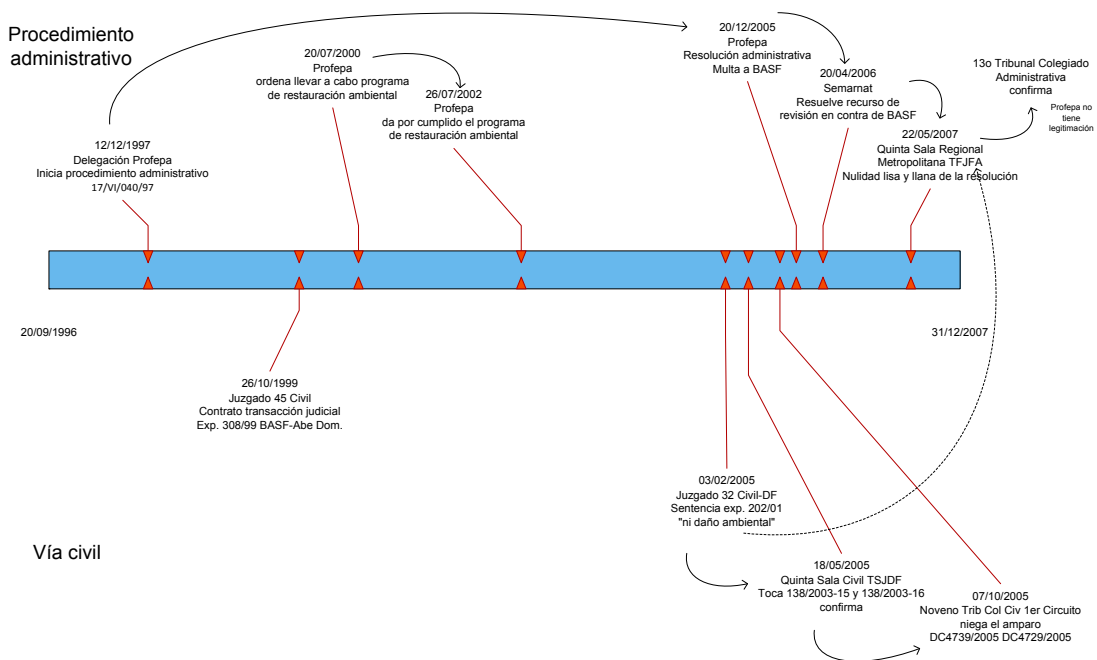 Procedimiento
administrativo
12/12/1997
Delegación Profepa
Inicia procedimiento administrativo
17/VI/040/97
20/07/2000
Profepa
ordena llevar a cabo programa
de restauración ambiental
26/07/2002
Profepa
da por cumplido el programa
de restauración ambiental
20/12/2005
Profepa
Resolución administrativa
Multa a BASF
20/04/2006
Semarnat
Resuelve recurso de
revisión en contra de BASF
22/05/2007
Quinta Sala Regional
Metropolitana TFJFA
Nulidad lisa y llana de la resolución
13o Tribunal Colegiado
Administrativa
confirma
Profepa no
tiene
legitimación
20/09/1996
31/12/2007
26/10/1999
Juzgado 45 Civil
Contrato transacción judicial
Exp. 308/99 BASF-Abe Dom.
03/02/2005
Juzgado 32 Civil-DF
Sentencia exp. 202/01
"ni daño ambiental"
Vía civil
18/05/2005
Quinta Sala Civil TSJDF
Toca 138/2003-15 y 138/2003-16
confirma
07/10/2005
Noveno Trib Col Civ 1er Circuito
niega el amparo
DC4739/2005 DC4729/2005